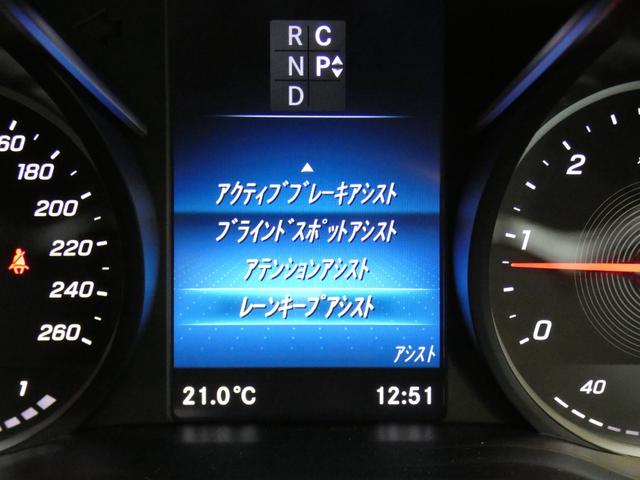 R C
N P
D
アクティブブレーキアシスト
ブラインドスポットアシスト
アテンションアシスト
レーンキープアシスト
アシスト
21.0°C 12:51
60
180
200
220
240
260
1
2
1
0
40